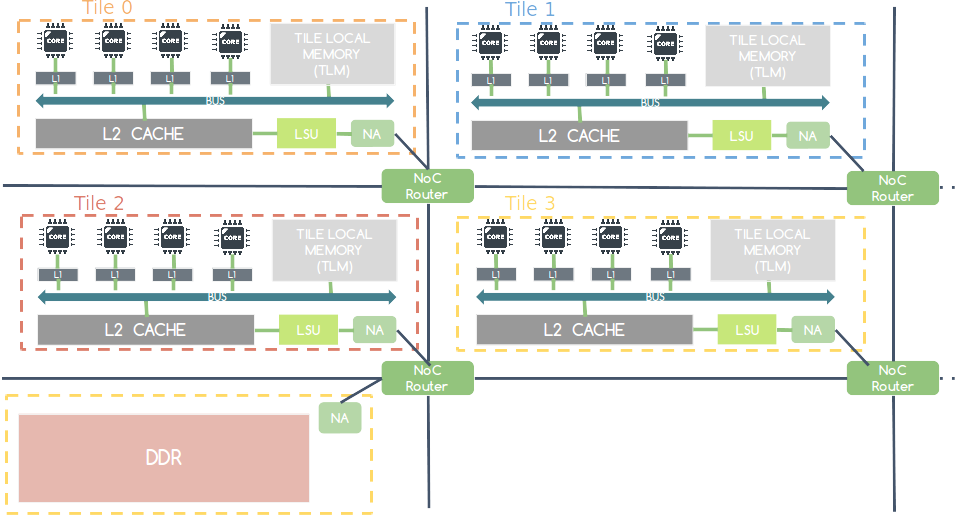 Tile 0
CORE CORE CORE CORE
TILE LOCAL
MEMORY
(TLM)
L1 L1 L1 L1
BUS
L2 CACHE
LSU
NA
Tile 1
CORE CORE CORE CORE
TILE LOCAL
MEMORY
(TLM)
L1 L1 L1 L1
BUS
L2 CACHE
LSU
NA
NoC
Router
NoC
Router
Tile 2
CORE CORE CORE CORE
TILE LOCAL
MEMORY
(TLM)
L1 L1 L1 L1
BUS
L2 CACHE
LSU
NA
Tile 3
CORE CORE CORE CORE
TILE LOCAL
MEMORY
(TLM)
L1 L1 L1 L1
BUS
L2 CACHE
LSU
NA
NoC
Router
NoC
Router
NA
DDR